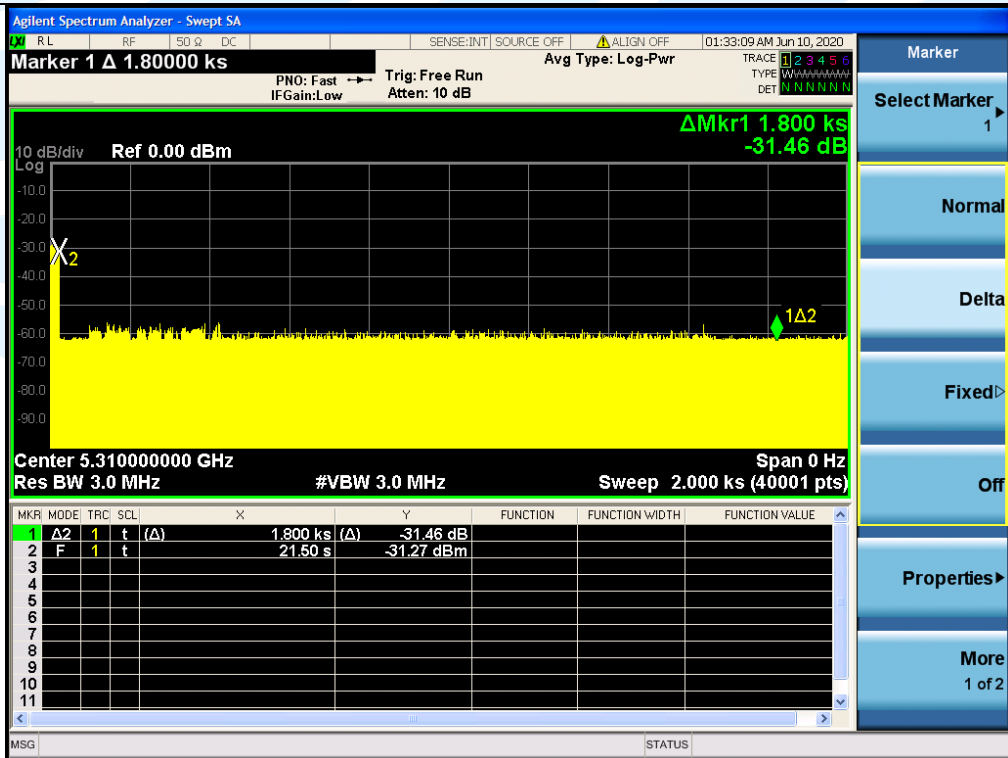 Agilent Spectrum Analyzer - Swept SA
LXI RL RF 50 Ω DC SENSE:INT SOURCE OFF ALIGN OFF 01:33:09 AM Jun 10, 2020
Marker 1 Δ 1.80000 ks
PNO: Fast
IFGain:Low
Trig: Free Run
Atten: 10 dB
Avg Type: Log-Pwr
TRACE 1 2 3 4 5 6
TYPE WWWWWW
DET N N N N N N
ΔMkr1 1.800 ks
-31.46 dB
10 dB/div Ref 0.00 dBm
Log
-10.0
-20.0
-30.0
2
-40.0
-50.0
1Δ2
-60.0
-70.0
-80.0
-90.0
Center 5.310000000 GHz Span 0 Hz
Res BW 3.0 MHz #VBW 3.0 MHz Sweep 2.000 ks (40001 pts)
MKR MODE TRC SCL X Y FUNCTION FUNCTION WIDTH FUNCTION VALUE
1 Δ2 1 t (Δ) 1.800 ks (Δ) -31.46 dB
2 F 1 t 21.50 s -31.27 dBm
3
4
5
6
7
8
9
10
11
MSG STATUS
Marker
Select Marker
1
Normal
Delta
Fixed
Off
Properties
More
1 of 2